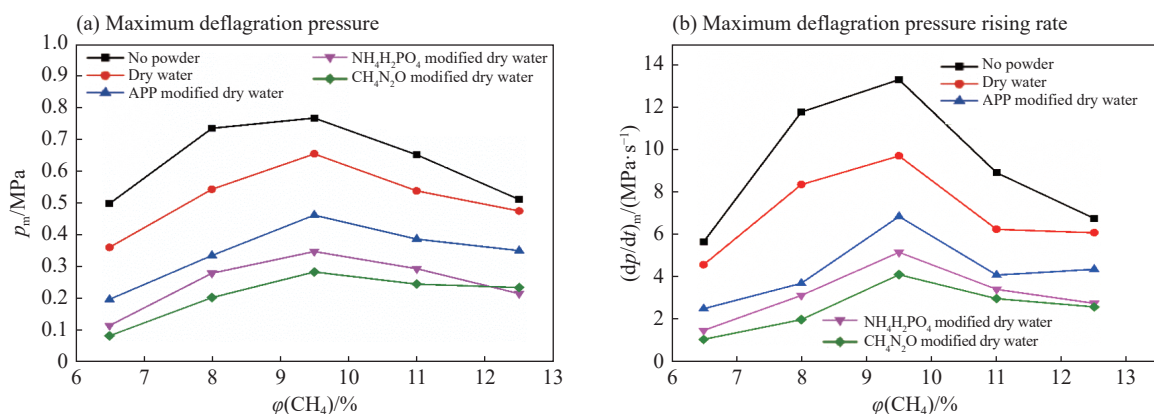 (a) Maximum deflagration pressure
1.0
0.9
0.8
0.7
0.6
0.5
0.4
0.3
0.2
0.1
0
p_m/MPa
No powder
Dry water
APP modified dry water
NH₄H₂PO₄ modified dry water
CH₄N₂O modified dry water
5 6 7 8 9 10 11 12 13
φ(CH₄)/%
(b) Maximum deflagration pressure rising rate
14
12
10
8
6
4
2
0
(dp/dt)_m/(MPa·s⁻¹)
No powder
Dry water
APP modified dry water
NH₄H₂PO₄ modified dry water
CH₄N₂O modified dry water
6 7 8 9 10 11 12 13
φ(CH₄)/%